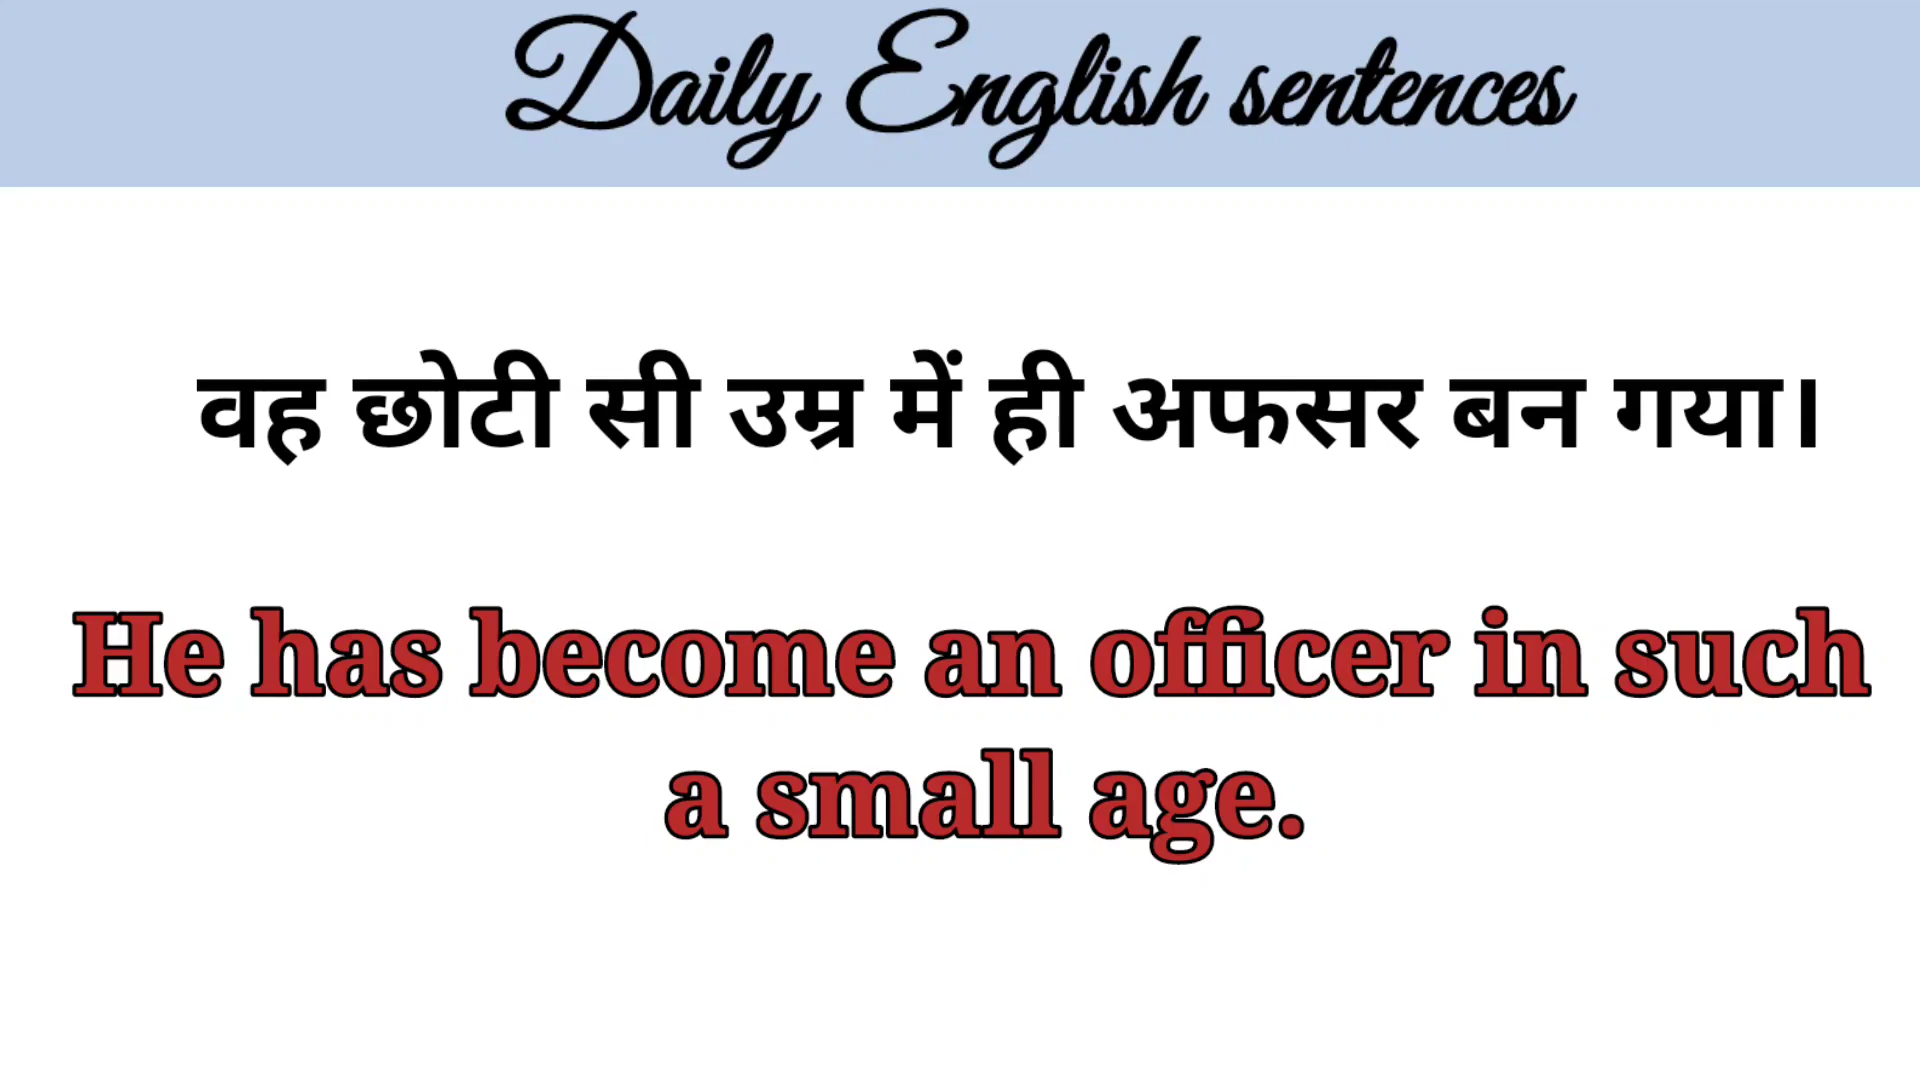 Daily English sentences
वह छोटी सी उम्र में ही अफसर बन गया।
He has become an officer in such
a small age.